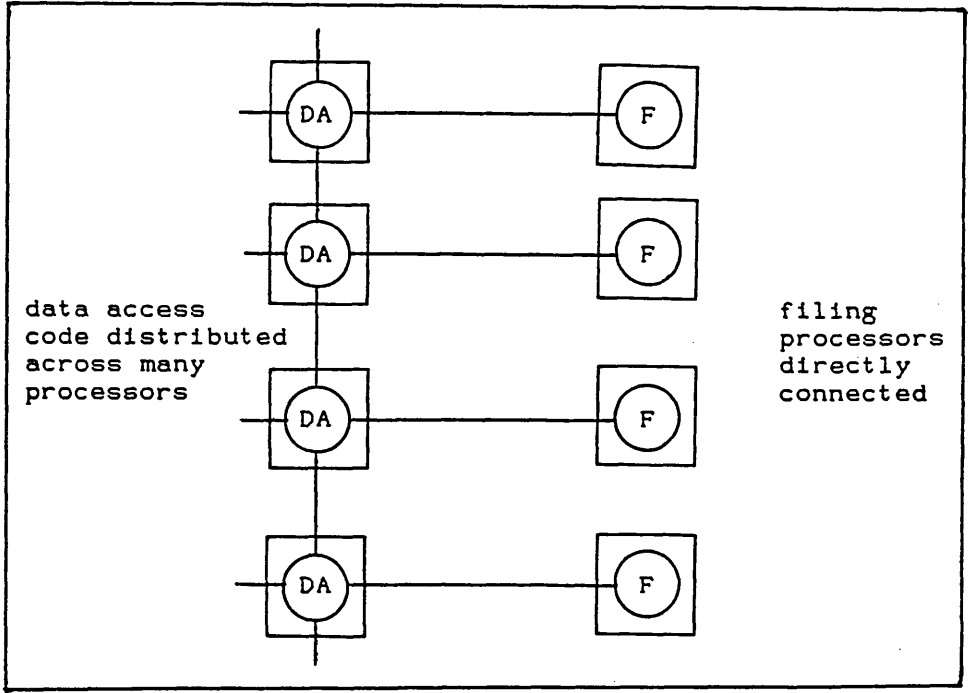 DA F
DA F
data access
code distributed
across many
processors
filing
processors
directly
connected
DA F
DA F